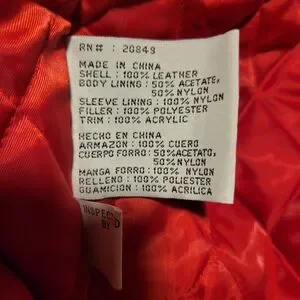 RN# : 20849
MADE IN CHINA
SHELL : 100% LEATHER
BODY LINING : 50% ACETATE,
50% NYLON
SLEEVE LINING : 100% NYLON
FILLER : 100% POLYESTER
TRIM : 100% ACRYLIC
HECHO EN CHINA
ARMAZON : 100% CUERO
CUERPO FORRO: 50%ACETATO,
50%NYLON
MANGA FORRO: 100% NYLON
RELLENO : 100% POLIESTER
GUAMICION : 100% ACRILICA
INSPECTED
BY